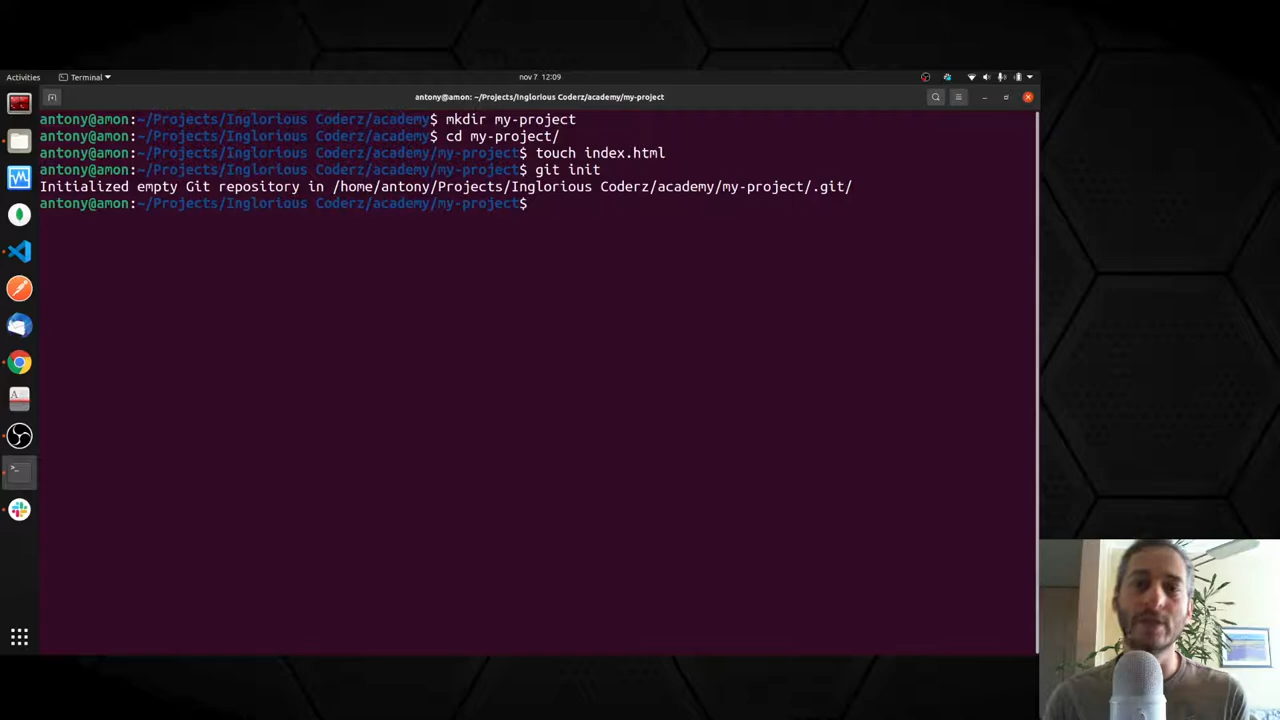 Activities
Terminal
nov 7 12:09
antony@amon: ~/Projects/Inglorious Coderz/academy/my-project
antony@amon:~/Projects/Inglorious Coderz/academy$ mkdir my-project
antony@amon:~/Projects/Inglorious Coderz/academy$ cd my-project/
antony@amon:~/Projects/Inglorious Coderz/academy/my-project$ touch index.html
antony@amon:~/Projects/Inglorious Coderz/academy/my-project$ git init
Initialized empty Git repository in /home/antony/Projects/Inglorious Coderz/academy/my-project/.git/
antony@amon:~/Projects/Inglorious Coderz/academy/my-project$